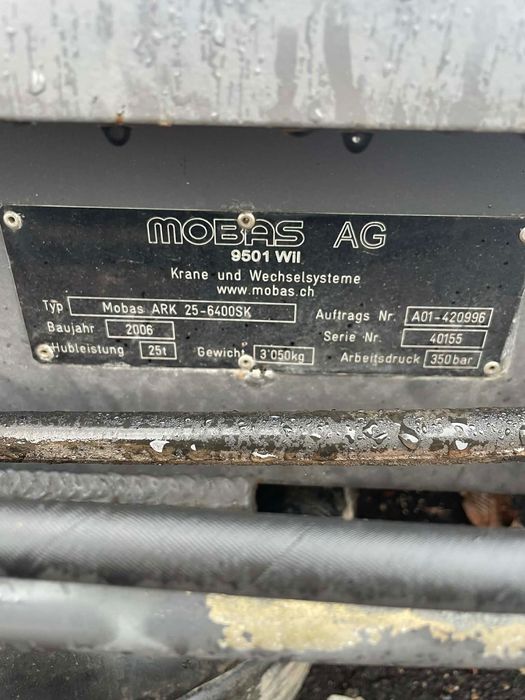 MOBAS AG
9501 Wil
Krane und Wechselsysteme
www.mobas.ch
Typ Mobas ARK 25-6400SK Auftrags Nr. A01-420996
Baujahr 2006 Serie Nr. 40155
Hubleistung 25t Gewicht 3'050kg Arbeitsdruck 350bar